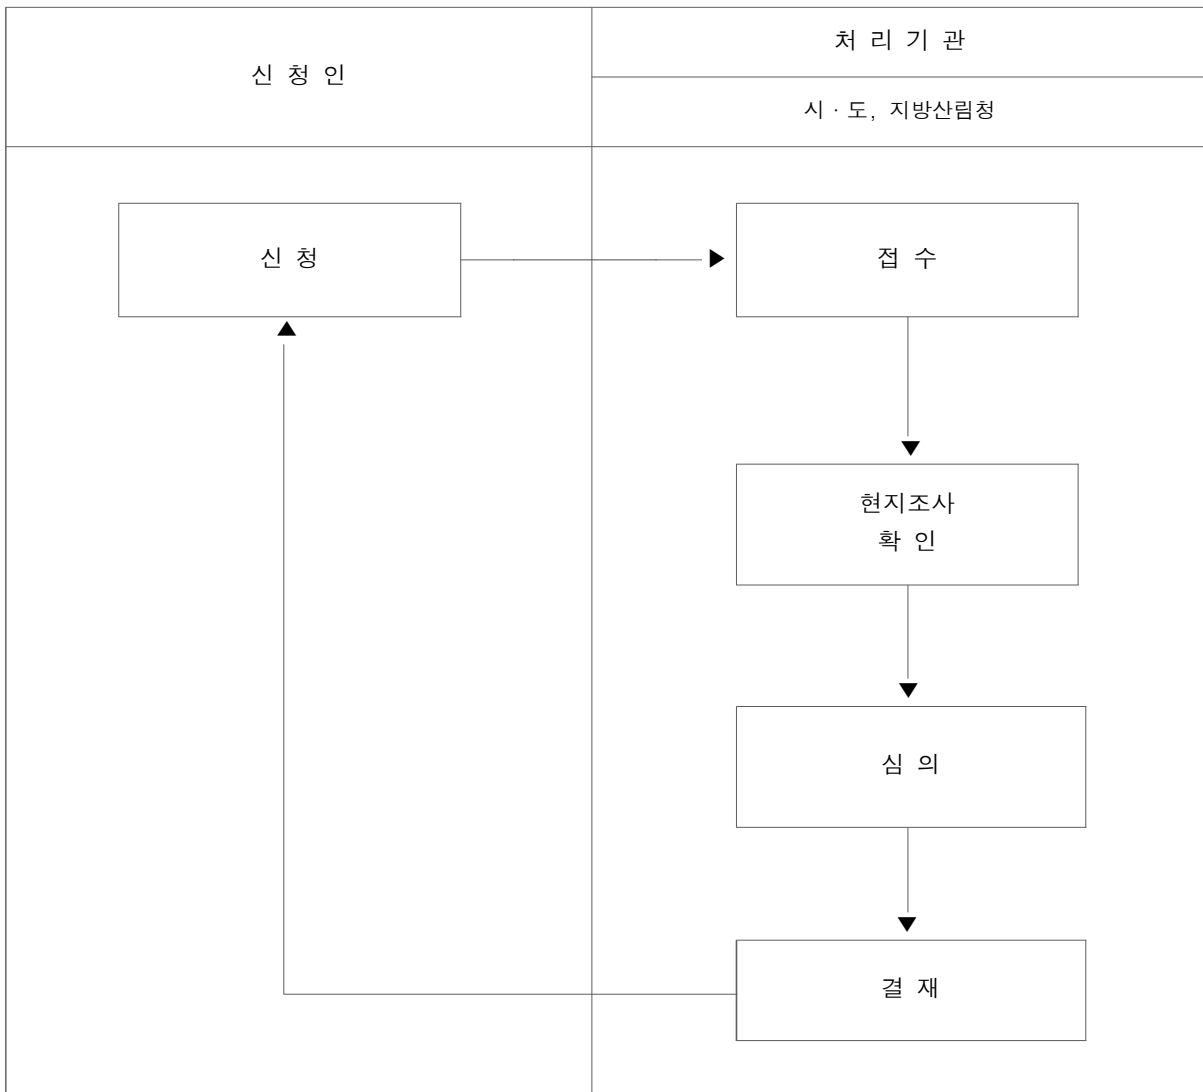 신 청 인
처 리 기 관
시 · 도, 지방산림청
신 청
접 수
현지조사
확 인
심 의
결 재